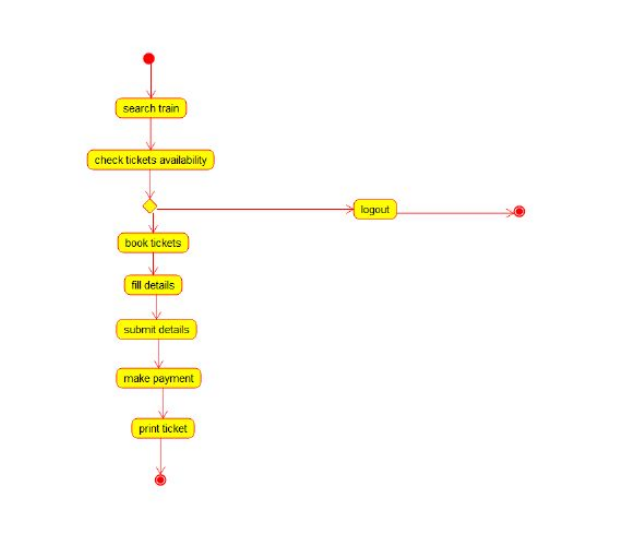 search train
check tickets availability
logout
book tickets
fill details
submit details
make payment
print ticket